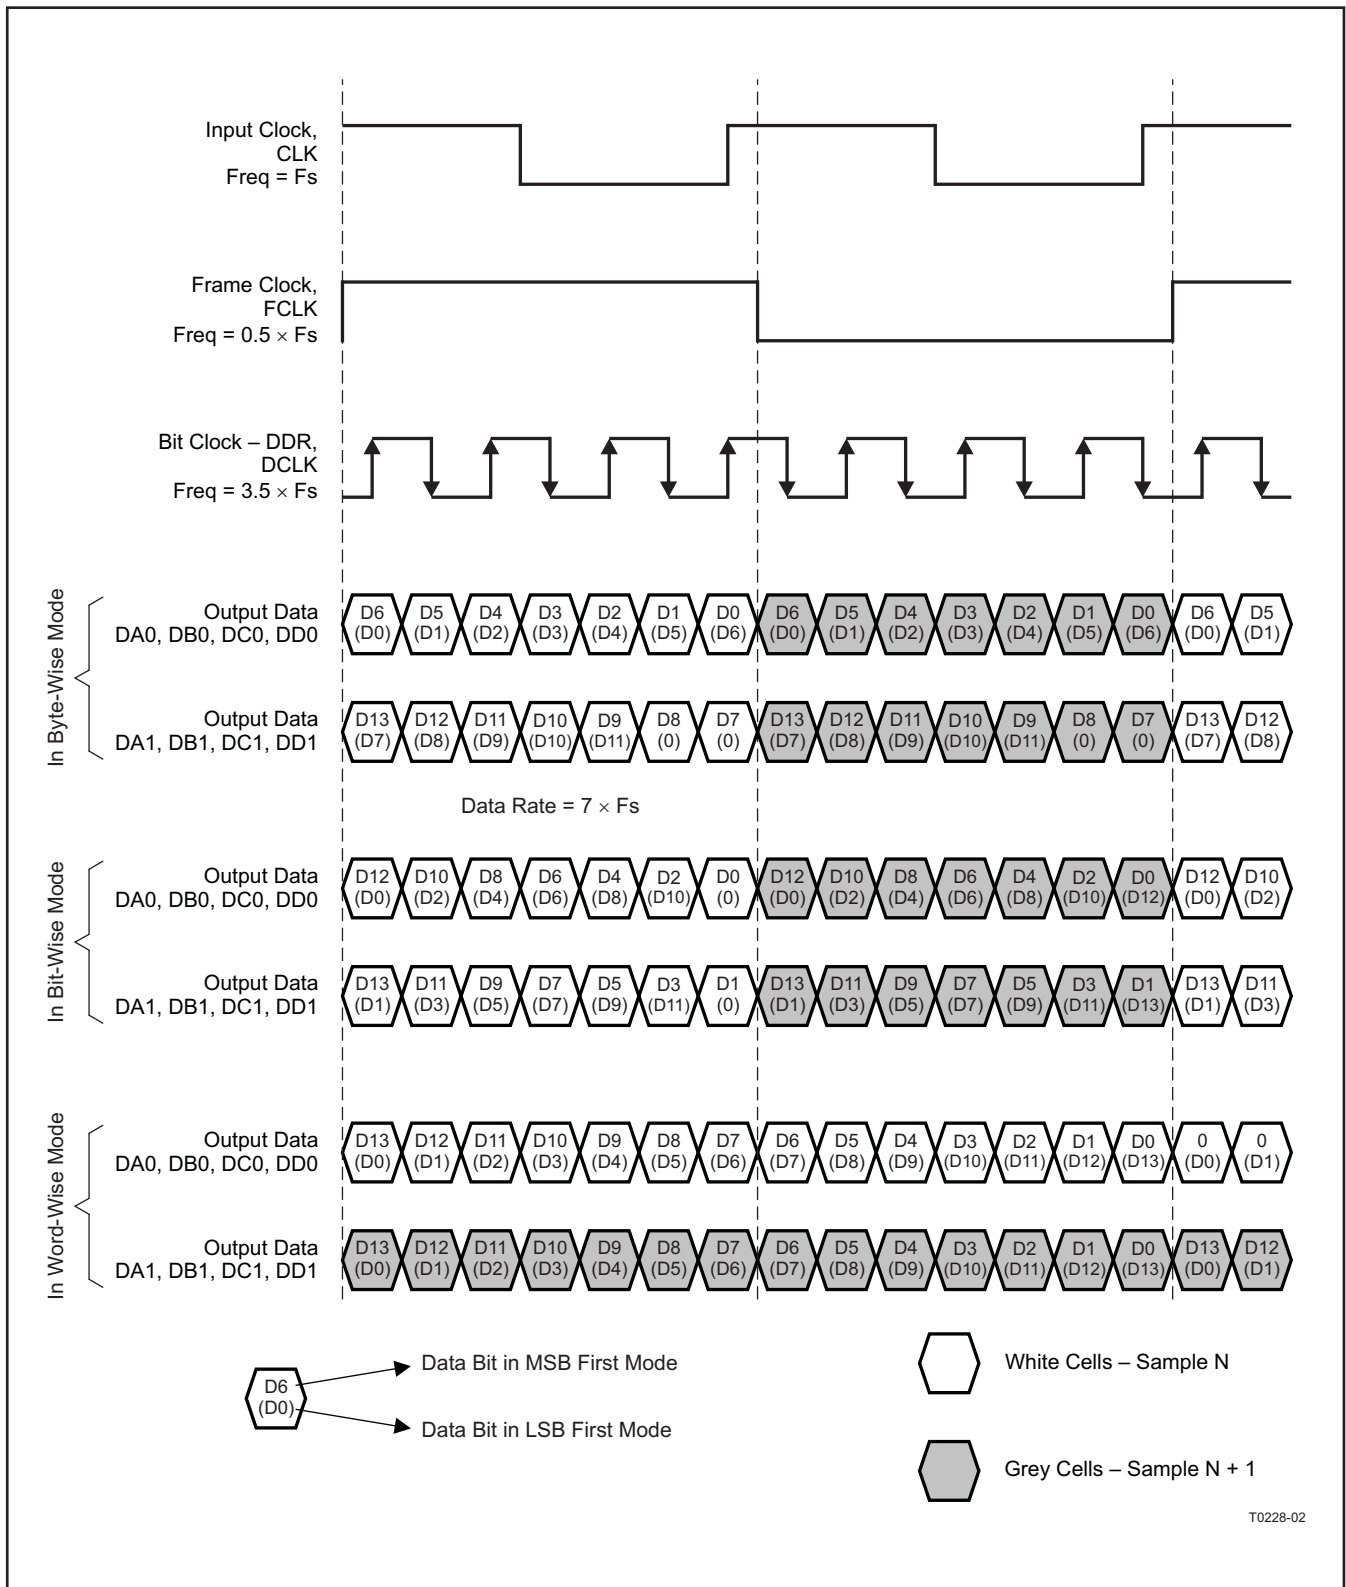 Input Clock,
CLK
Freq = Fs
Frame Clock,
FCLK
Freq = 0.5 × Fs
Bit Clock – DDR,
DCLK
Freq = 3.5 × Fs
In Byte-Wise Mode
Output Data
DA0, DB0, DC0, DD0
D6 D5 D4 D3 D2 D1 D0 D6 D5 D4 D3 D2 D1 D0 D6 D5
(D0) (D1) (D2) (D3) (D4) (D5) (D6) (D0) (D1) (D2) (D3) (D4) (D5) (D6) (D0) (D1)
Output Data
DA1, DB1, DC1, DD1
D13 D12 D11 D10 D9 D8 D7 D13 D12 D11 D10 D9 D8 D7 D13 D12
(D7) (D8) (D9) (D10) (D11) (0) (0) (D7) (D8) (D9) (D10) (D11) (0) (0) (D7) (D8)
Data Rate = 7 × Fs
In Bit-Wise Mode
Output Data
DA0, DB0, DC0, DD0
D12 D10 D8 D6 D4 D2 D0 D12 D10 D8 D6 D4 D2 D0 D12 D10
(D0) (D2) (D4) (D6) (D8) (D10) (0) (D0) (D2) (D4) (D6) (D8) (D10) (D12) (D0) (D2)
Output Data
DA1, DB1, DC1, DD1
D13 D11 D9 D7 D5 D3 D1 D13 D11 D9 D7 D5 D3 D1 D13 D11
(D1) (D3) (D5) (D7) (D9) (D11) (0) (D1) (D3) (D5) (D7) (D9) (D11) (D13) (D1) (D3)
In Word-Wise Mode
Output Data
DA0, DB0, DC0, DD0
D13 D12 D11 D10 D9 D8 D7 D6 D5 D4 D3 D2 D1 D0 0 0
(D0) (D1) (D2) (D3) (D4) (D5) (D6) (D7) (D8) (D9) (D10) (D11) (D12) (D13) (D0) (D1)
Output Data
DA1, DB1, DC1, DD1
D13 D12 D11 D10 D9 D8 D7 D6 D5 D4 D3 D2 D1 D0 D13 D12
(D0) (D1) (D2) (D3) (D4) (D5) (D6) (D7) (D8) (D9) (D10) (D11) (D12) (D13) (D0) (D1)
D6
(D0)
Data Bit in MSB First Mode
Data Bit in LSB First Mode
White Cells – Sample N
Grey Cells – Sample N + 1
T0228-02